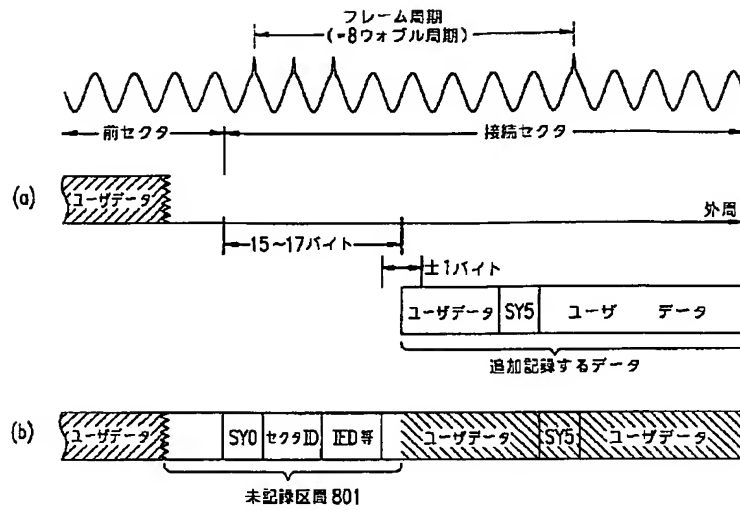 フレーム周期
(=8ウォブル周期)
前セクタ
接続セクタ
(a)
ユーザデータ
外周
15~17バイト
±1バイト
ユーザデータ
SY5
ユーザ データ
追加記録するデータ
(b)
ユーザデータ
SY0
セクタID
IED等
ユーザデータ
SY5
ユーザデータ
未記録区間801